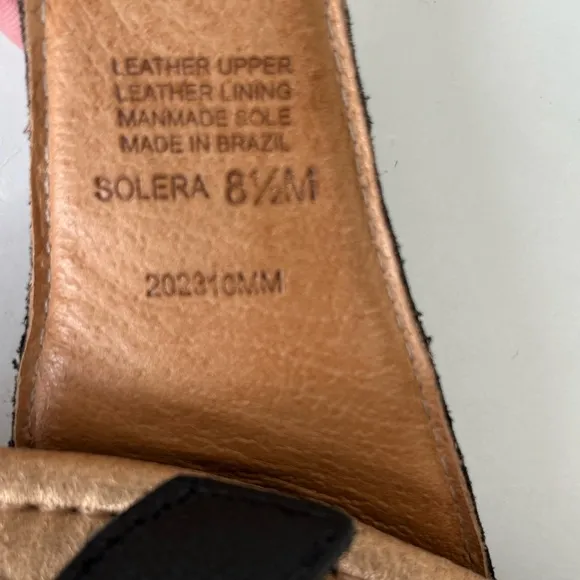 LEATHER UPPER
LEATHER LINING
MANMADE SOLE
MADE IN BRAZIL
SOLERA 8½M
202310MM